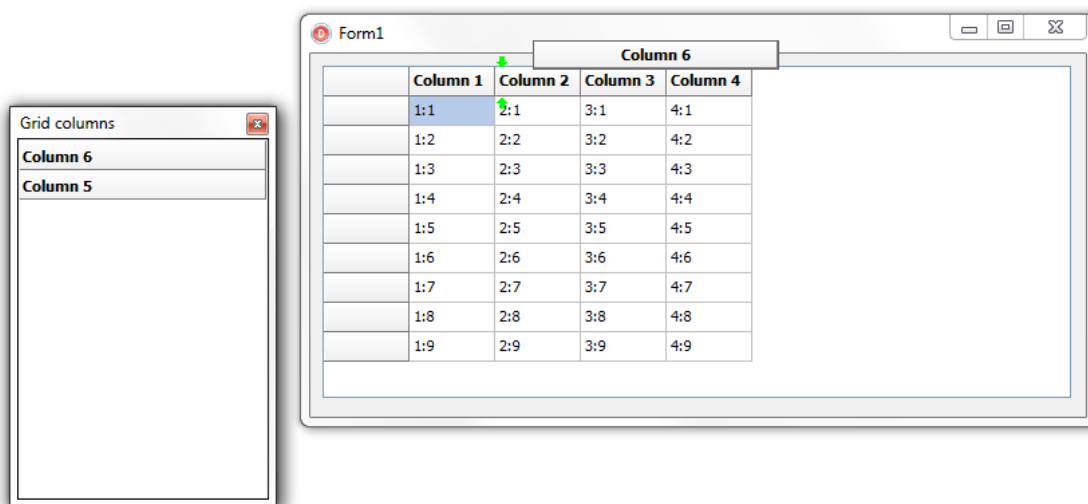 Form1
Column 6
Column 1 Column 2 Column 3 Column 4
1:1 2:1 3:1 4:1
1:2 2:2 3:2 4:2
1:3 2:3 3:3 4:3
1:4 2:4 3:4 4:4
1:5 2:5 3:5 4:5
1:6 2:6 3:6 4:6
1:7 2:7 3:7 4:7
1:8 2:8 3:8 4:8
1:9 2:9 3:9 4:9
Grid columns
Column 6
Column 5